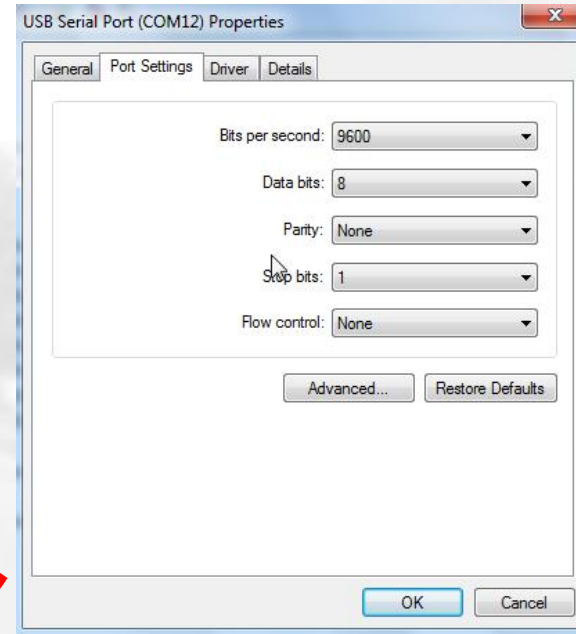 USB Serial Port (COM12) Properties
General Port Settings Driver Details
Bits per second: 9600
Data bits: 8
Parity: None
Stop bits: 1
Flow control: None
Advanced... Restore Defaults
OK Cancel